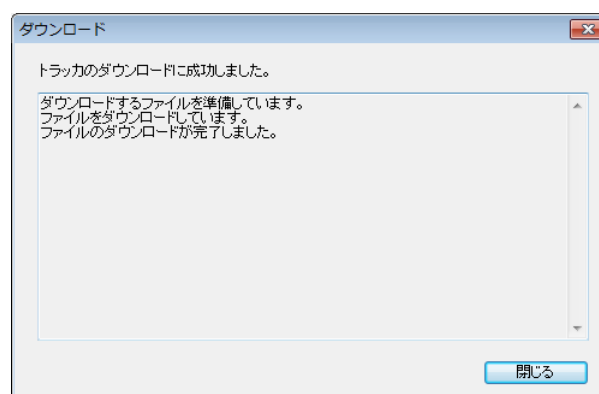 ダウンロード
トラッカのダウンロードに成功しました。
ダウンロードするファイルを準備しています。
ファイルをダウンロードしています。
ファイルのダウンロードが完了しました。
閉じる